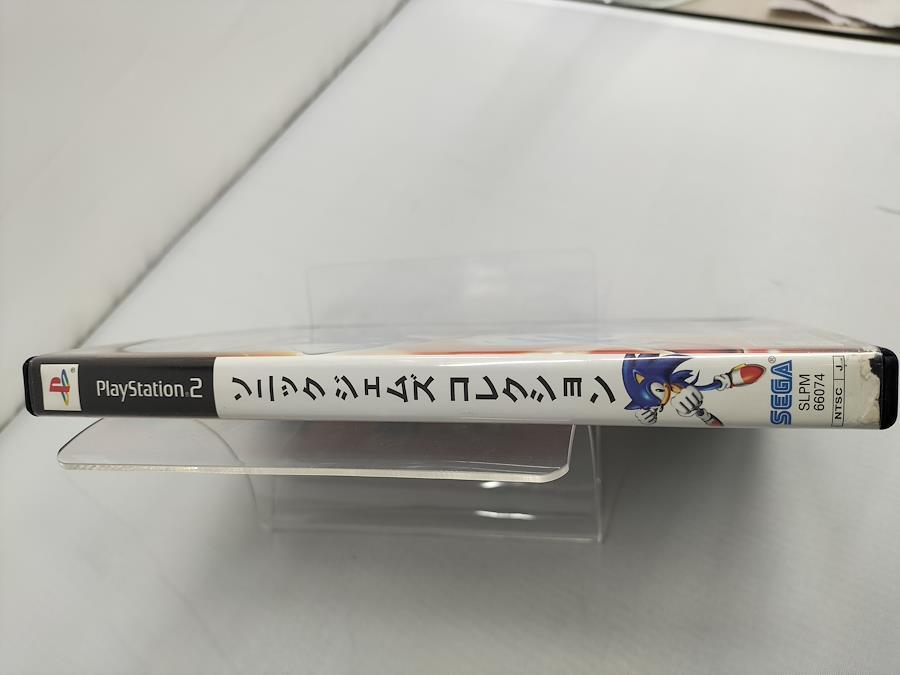 PlayStation 2
ソニック ジェムズ コレクション
SEGA®
SLPM
66074
NTSC J